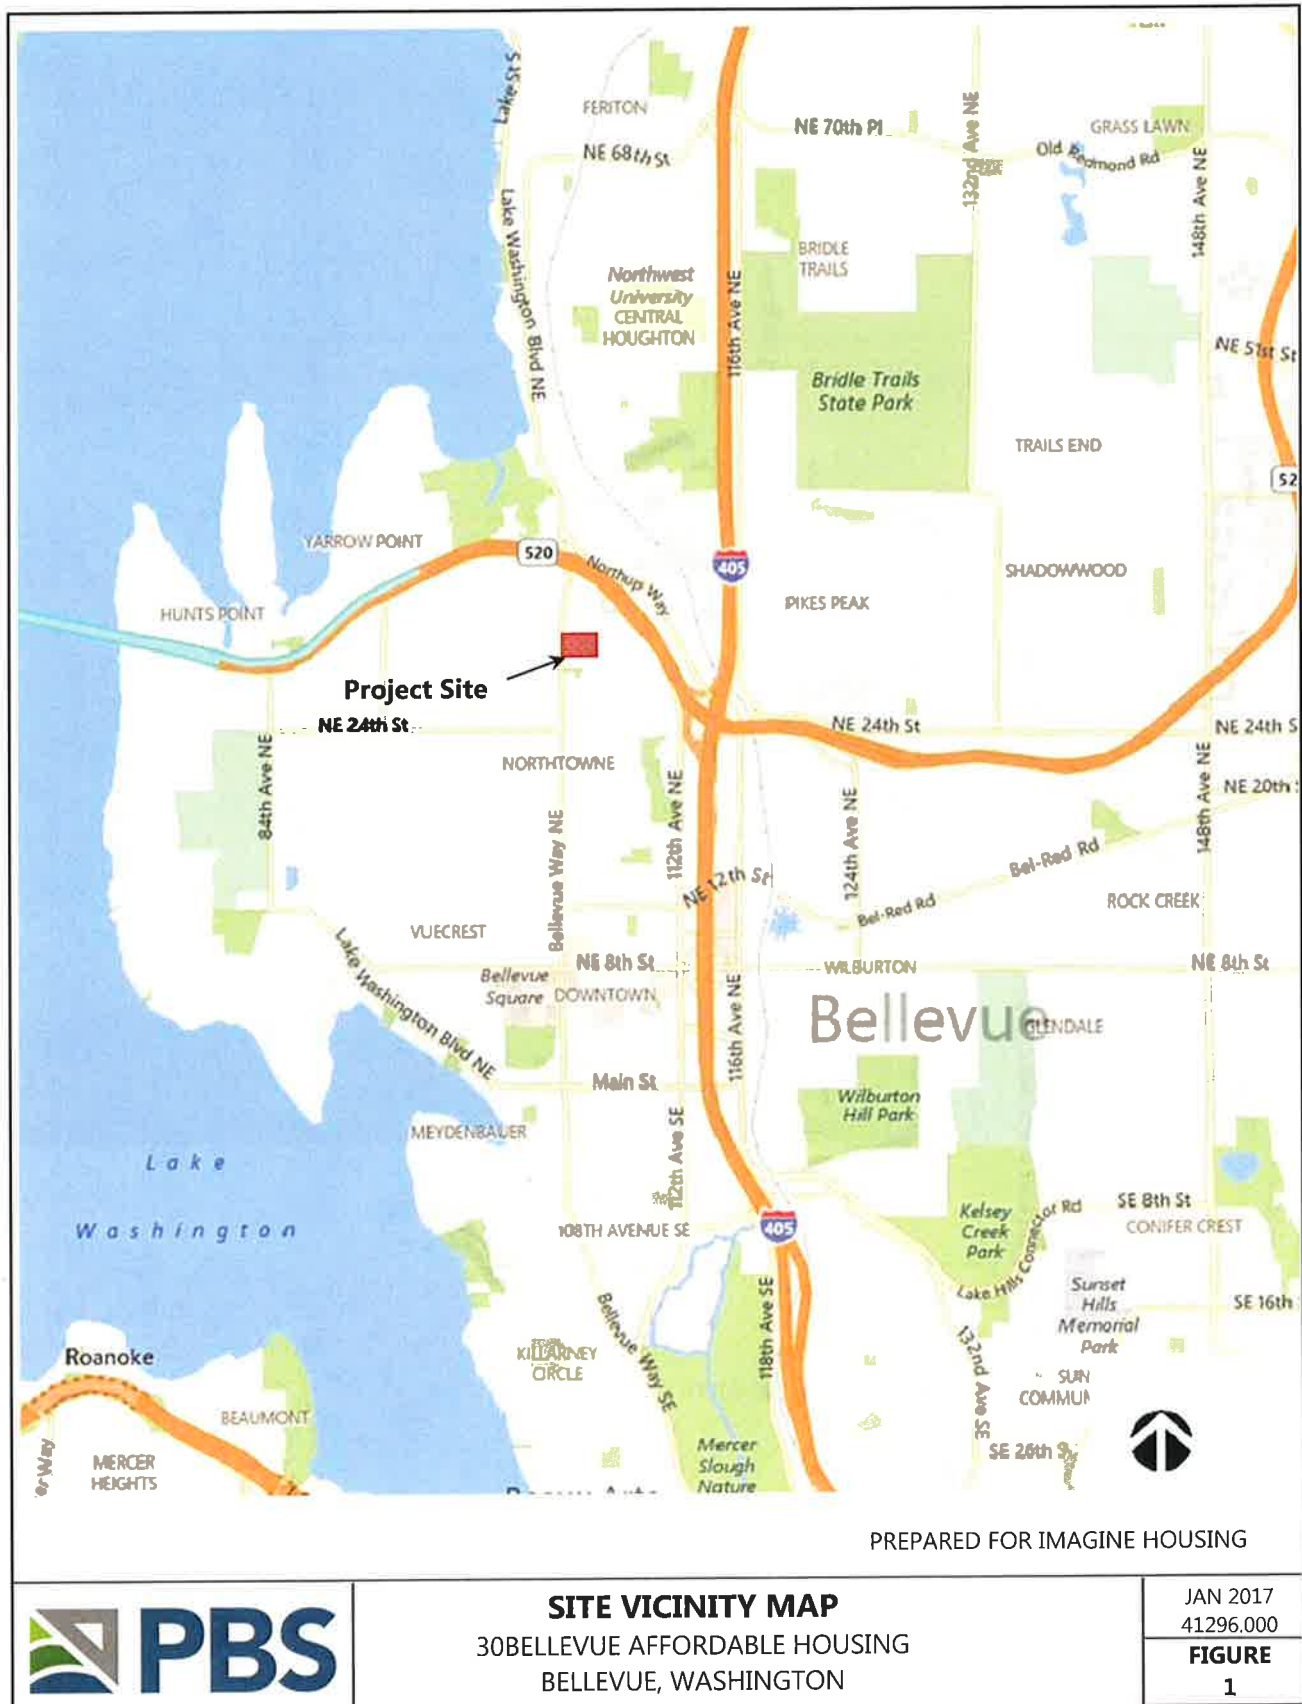 Lake St S
FERITON
NE 68th St
NE 70th Pl
132nd Ave NE
GRASS LAWN
Old Redmond Rd
148th Ave NE
Lake Washington Blvd NE
Northwest
University
CENTRAL
HOUGHTON
BRIDLE
TRAILS
116th Ave NE
Bridle Trails
State Park
NE 51st St
TRAILS END
52
YARROW POINT
520
Northup Way
405
SHADOWWOOD
PIKES PEAK
HUNTS POINT
Project Site
NE 24th St
NE 24th St
NE 24th S
84th Ave NE
NORTHTOWNE
112th Ave NE
Bellevue Way NE
124th Ave NE
148th Ave NE
NE 20th
NE 12th St
Bel-Red Rd
Bel-Red Rd
ROCK CREEK
VUECREST
Lake Washington Blvd NE
NE 8th St
WILBURTON
NE 8th St
Bellevue
Square
DOWNTOWN
116th Ave NE
Bellevue
GLENDALE
Main St
Wilburton
Hill Park
MEYDENBAUER
112th Ave SE
Lake
Washington
108TH AVENUE SE
405
Kelsey
Creek
Park
Lake Hills Connector Rd
SE 8th St
CONIFER CREST
Sunset
Hills
Memorial
Park
SE 16th
Bellevue Way SE
118th Ave SE
132nd Ave SE
KILLARNEY
CIRCLE
SUN
COMMUN
SE 26th S
Roanoke
BEAUMONT
MERCER
HEIGHTS
er Way
Mercer
Slough
Nature
PREPARED FOR IMAGINE HOUSING
PBS
SITE VICINITY MAP
30BELLEVUE AFFORDABLE HOUSING
BELLEVUE, WASHINGTON
JAN 2017
41296.000
FIGURE
1